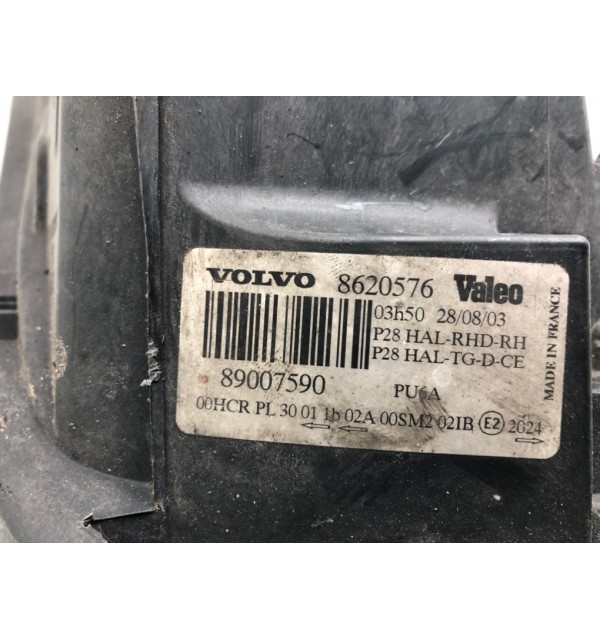 VOLVO 8620576 Valeo
03h50 28/08/03
P28 HAL-RHD-RH
P28 HAL-TG-D-CE
89007590 PU6A
00HCR PL 30 01 1b 02A 00SM2 02IB E2 2024
MADE IN FRANCE